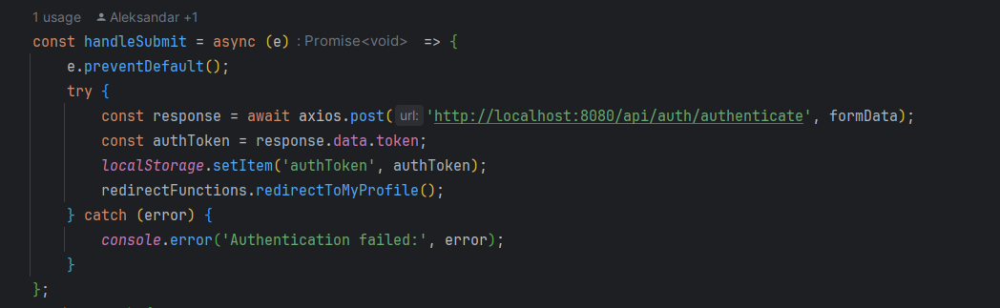 1 usage Aleksandar +1
const handleSubmit = async (e) : Promise<void> => {
e.preventDefault();
try {
const response = await axios.post( url: 'http://localhost:8080/api/auth/authenticate', formData);
const authToken = response.data.token;
localStorage.setItem('authToken', authToken);
redirectFunctions.redirectToMyProfile();
} catch (error) {
console.error('Authentication failed:', error);
}
};